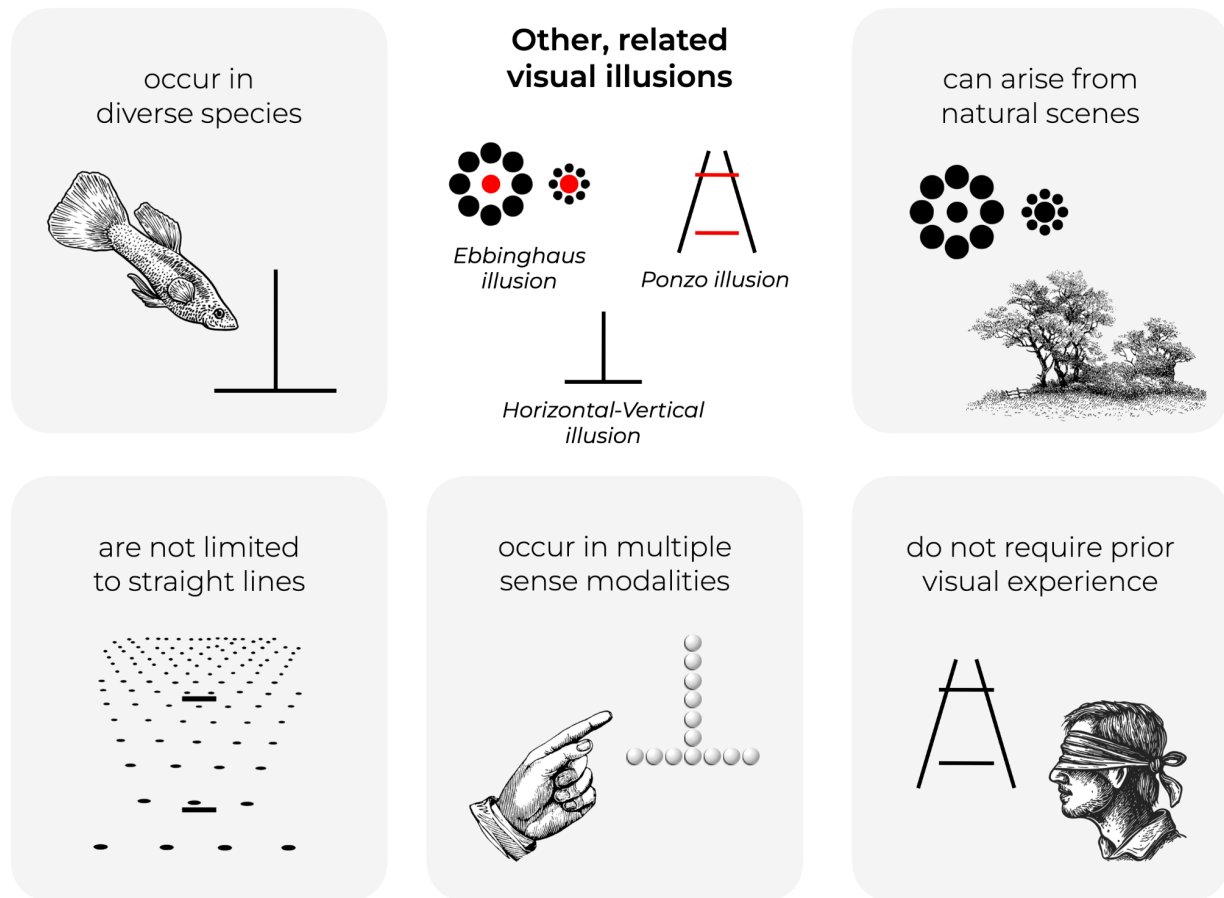 Other, related
visual illusions
Ebbinghaus
illusion
Ponzo illusion
Horizontal-Vertical
illusion
occur in
diverse species
can arise from
natural scenes
are not limited
to straight lines
occur in multiple
sense modalities
do not require prior
visual experience